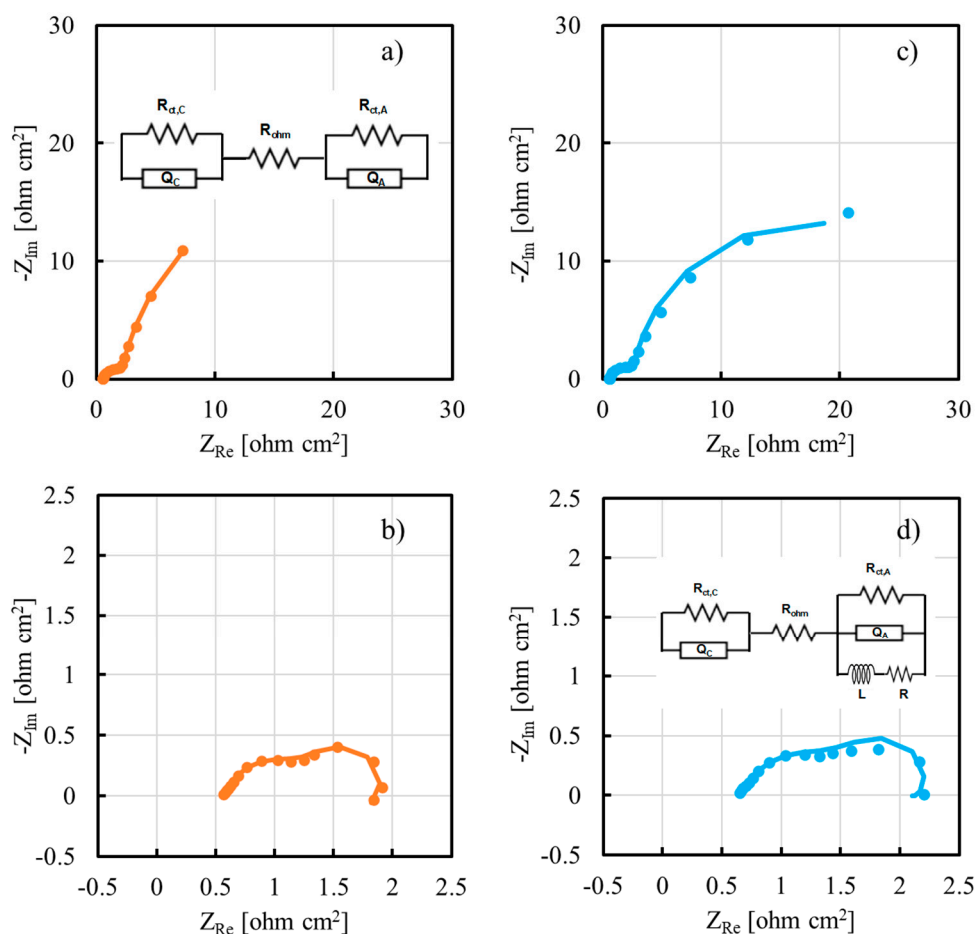 a)
30
20
10
0
-Z_Im [ohm cm²]
R_ct,C
R_ohm
R_ct,A
Q_C
Q_A
0 10 20 30
Z_Re [ohm cm²]
c)
30
20
10
0
-Z_Im [ohm cm²]
0 10 20 30
Z_Re [ohm cm²]
b)
2.5
2
1.5
1
0.5
0
-0.5
-Z_Im [ohm cm²]
-0.5 0 0.5 1 1.5 2 2.5
Z_Re [ohm cm²]
d)
2.5
2
1.5
1
0.5
0
-0.5
-Z_Im [ohm cm²]
R_ct,A
R_ct,C
R_ohm
Q_A
Q_C
L R
-0.5 0 0.5 1 1.5 2 2.5
Z_Re [ohm cm²]